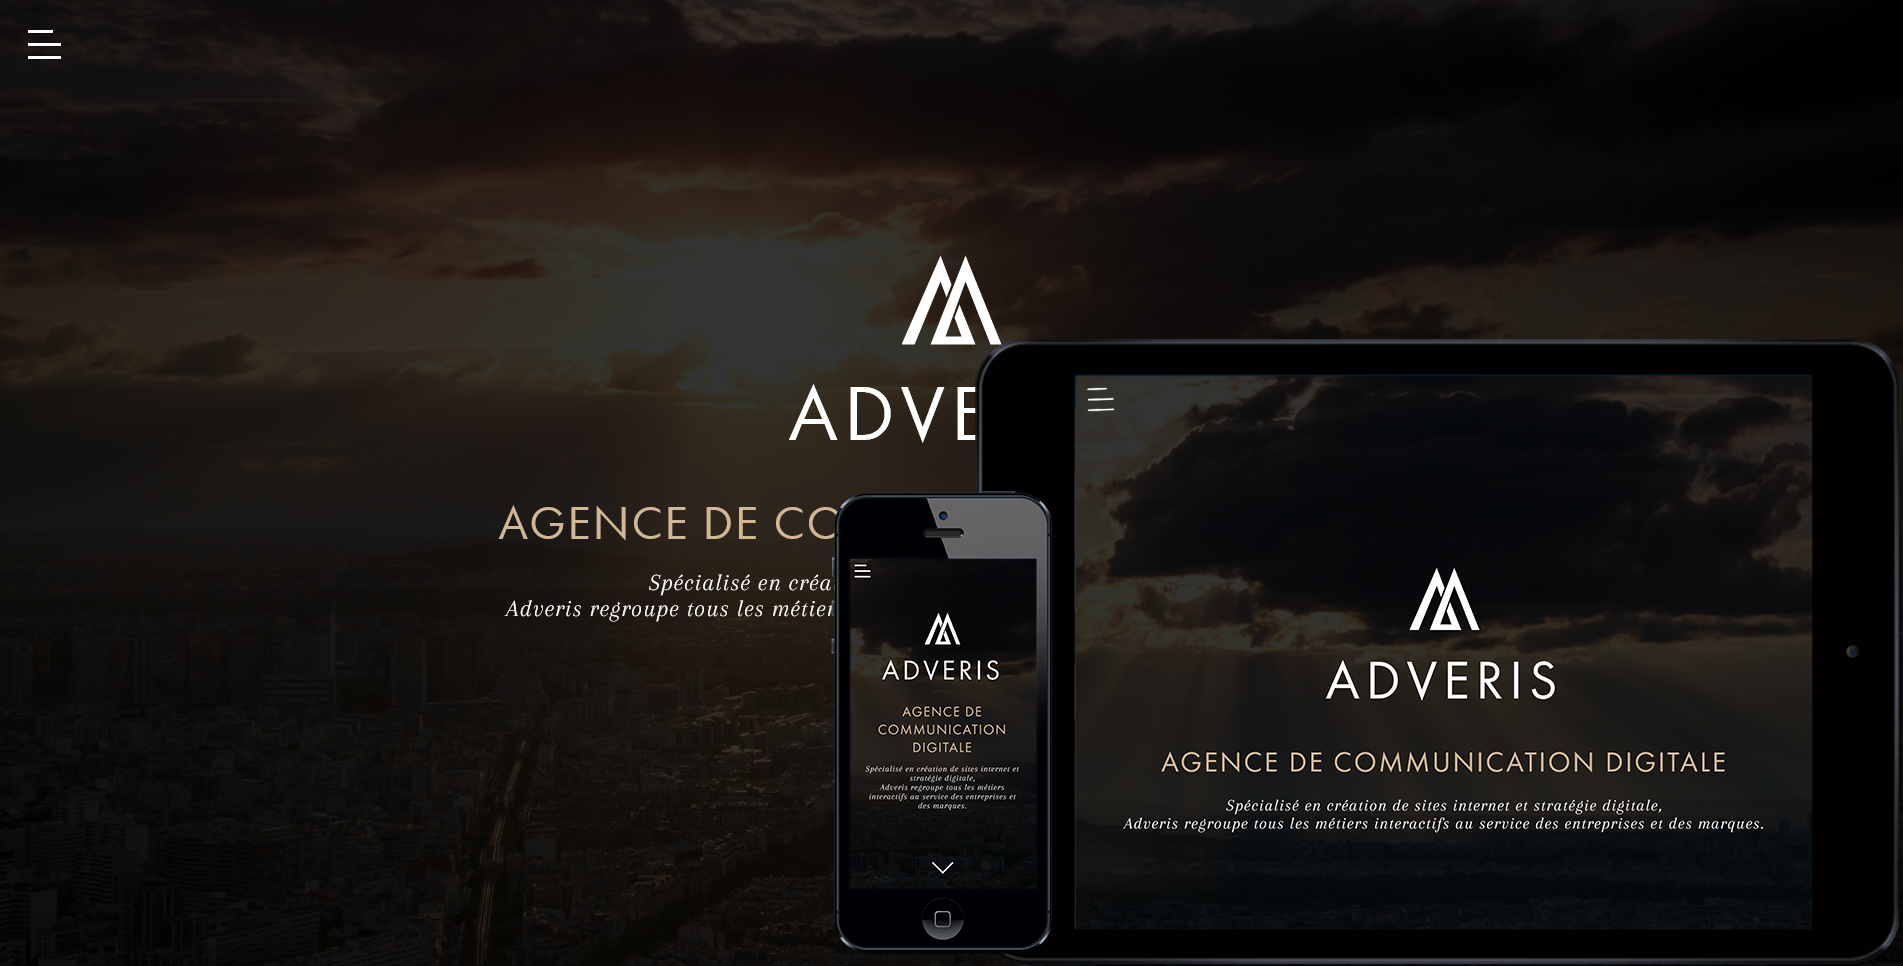 ADVE
AGENCE DE CO
Spécialisé en créa
Adveris regroupe tous les métier
ADVERIS
AGENCE DE
COMMUNICATION
DIGITALE
Spécialisé en création de sites internet et
stratégie digitale,
Adveris regroupe tous les métiers
interactifs au service des entreprises et
des marques.
ADVERIS
AGENCE DE COMMUNICATION DIGITALE
Spécialisé en création de sites internet et stratégie digitale,
Adveris regroupe tous les métiers interactifs au service des entreprises et des marques.